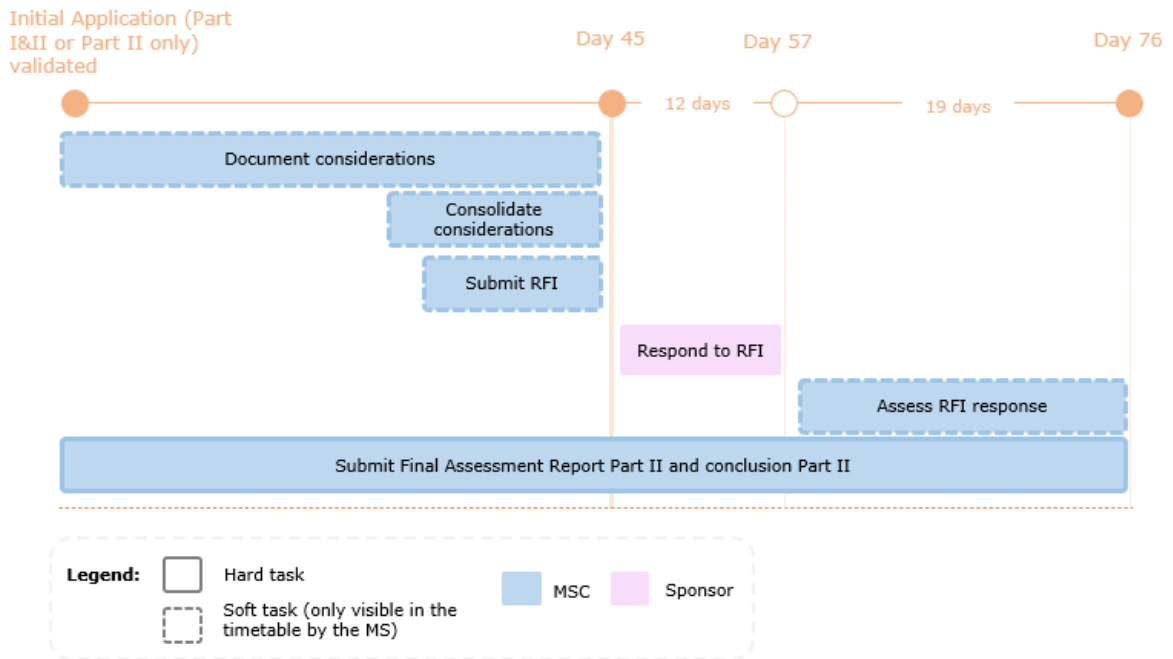 Initial Application (Part
I&II or Part II only)
validated
Day 45
Day 57
Day 76
12 days
19 days
Document considerations
Consolidate
considerations
Submit RFI
Respond to RFI
Assess RFI response
Submit Final Assessment Report Part II and conclusion Part II
Legend:
Hard task
Soft task (only visible in the
timetable by the MS)
MSC
Sponsor